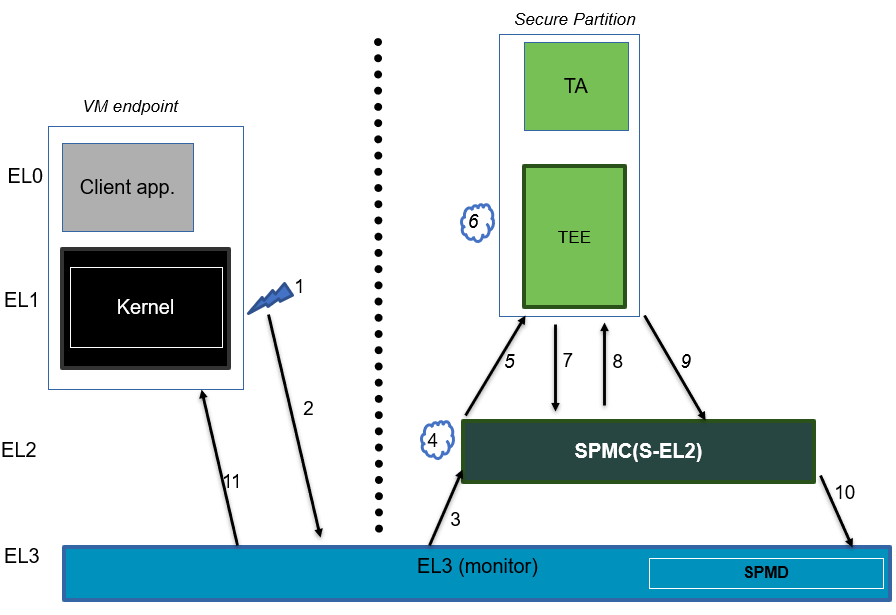 Secure Partition
TA
VM endpoint
EL0
Client app.
6
TEE
EL1
Kernel
1
5
7
8
9
2
4
EL2
SPMC(S-EL2)
11
3
10
EL3
EL3 (monitor)
SPMD